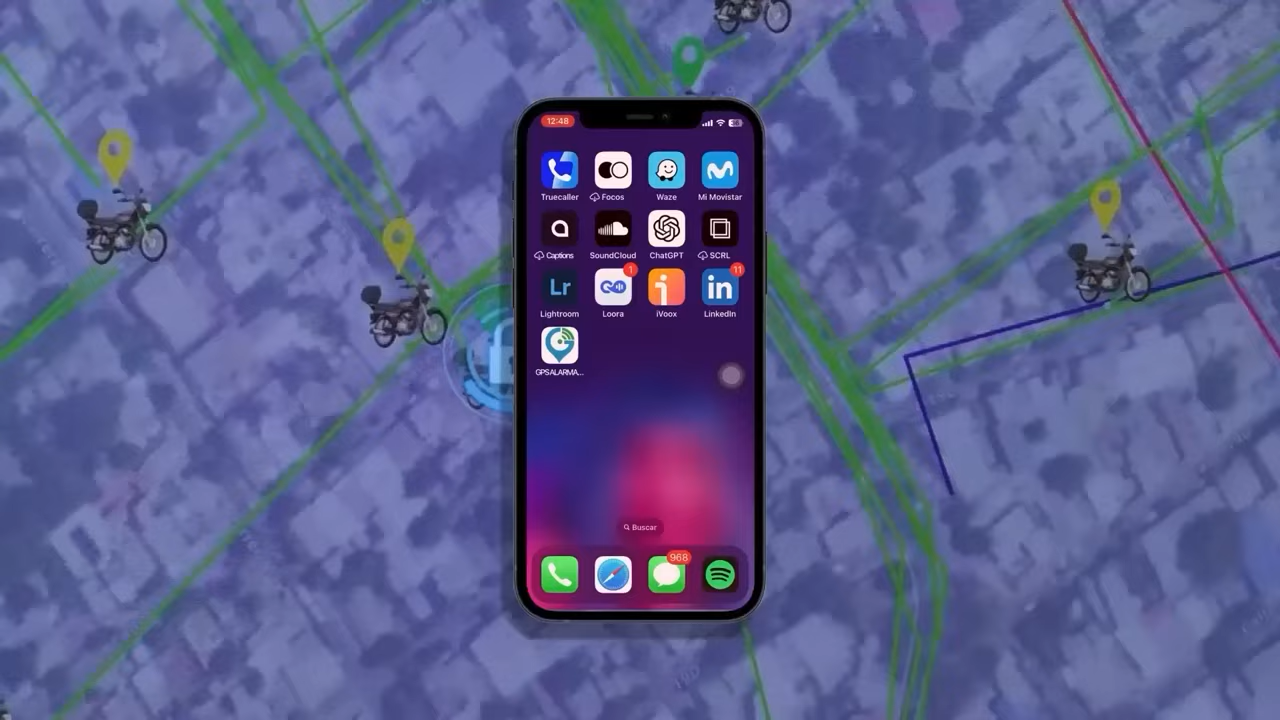 12:48
36
Truecaller
Focos
Waze
Mi Movistar
Captions
SoundCloud
ChatGPT
SCRL
1
11
Lr
in
Lightroom
Loora
iVoox
LinkedIn
GPSALARMA...
Buscar
968